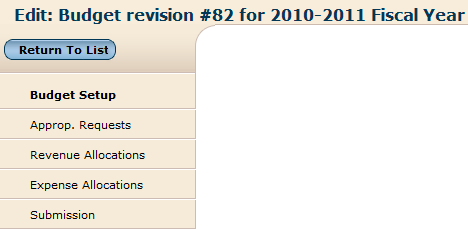 Edit: Budget revision #82 for 2010-2011 Fiscal Year
Return To List
Budget Setup
Approp. Requests
Revenue Allocations
Expense Allocations
Submission